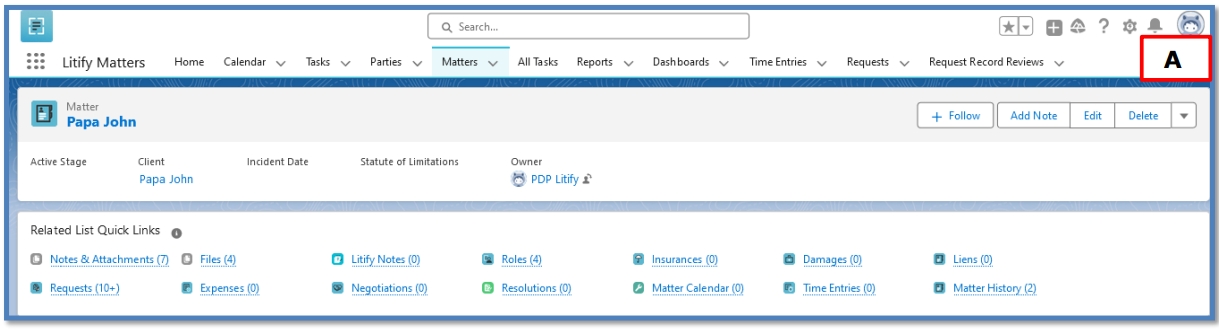 Search...
Litify Matters Home Calendar Tasks Parties Matters All Tasks Reports Dashboards Time Entries Requests Request Record Reviews A
Matter
Papa John
+ Follow Add Note Edit Delete
Active Stage Client Incident Date Statute of Limitations Owner
Papa John PDP Litify
Related List Quick Links
Notes & Attachments (7) Files (4) Litify Notes (0) Roles (4) Insurances (0) Damages (0) Liens (0)
Requests (10+) Expenses (0) Negotiations (0) Resolutions (0) Matter Calendar (0) Time Entries (0) Matter History (2)